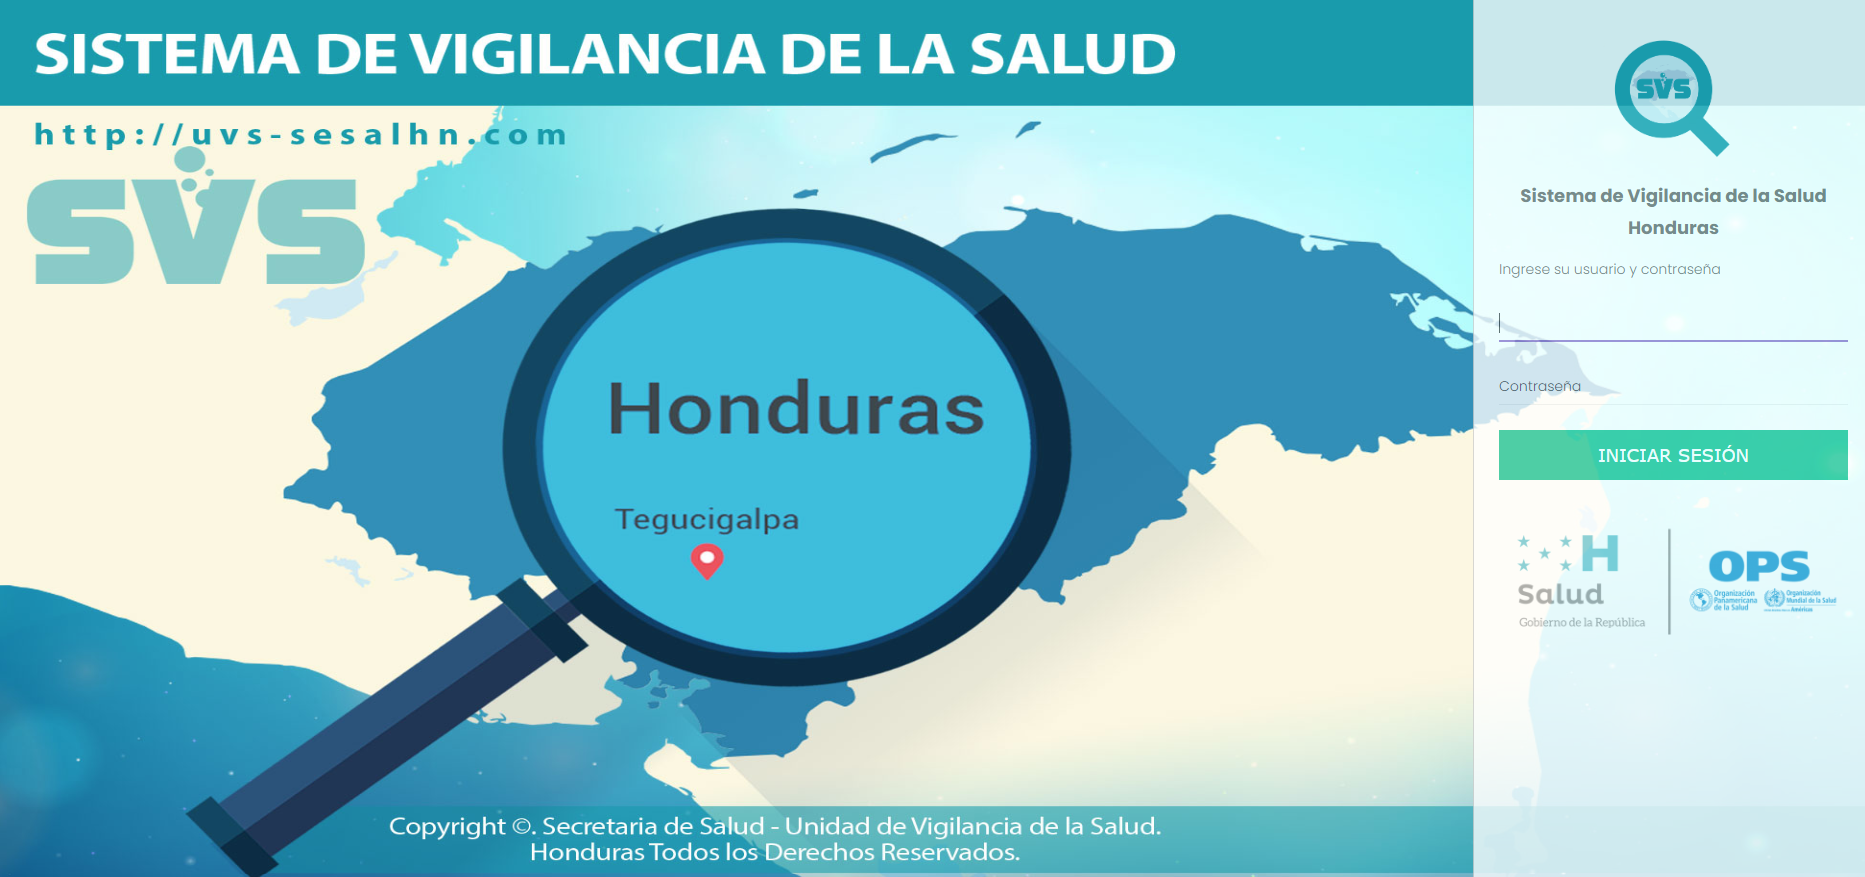 SISTEMA DE VIGILANCIA DE LA SALUD
http://uvs-sesalhn.com
SVS
Honduras
Tegucigalpa
Copyright ©. Secretaria de Salud - Unidad de Vigilancia de la Salud.
Honduras Todos los Derechos Reservados.
SVS
Sistema de Vigilancia de la Salud
Honduras
Ingrese su usuario y contraseña
Contraseña
INICIAR SESIÓN
H
Salud
Gobierno de la República
OPS
Organización
Panamericana
de la Salud
Organización
Mundial de la Salud
Américas